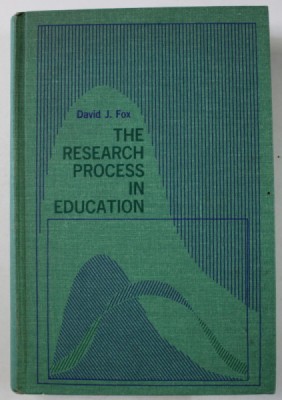 David J. Fox
THE
RESEARCH
PROCESS
IN
EDUCATION